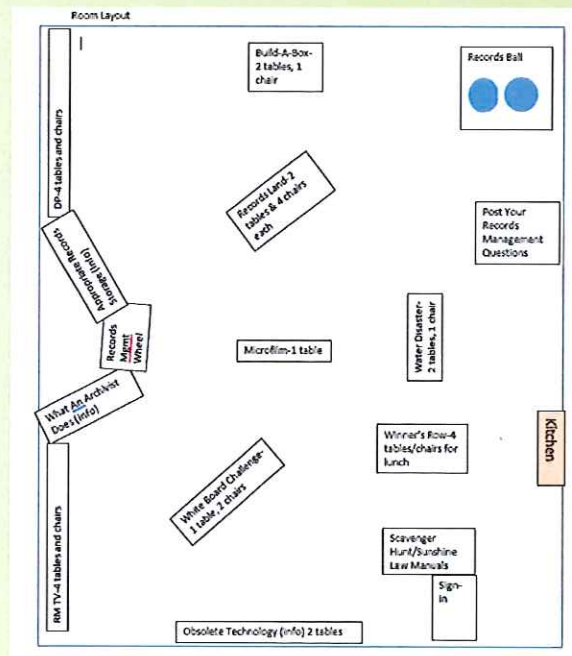 Room Layout
Build-A-Box-
2 tables, 1
chair
Records Ball
DP-4 tables and chairs
Records Land-2
tables & 4 chairs
each
Post Your
Records
Management
Questions
Appropriate Records
Storage (Info)
Records
Mgmt
Wheel
Microfilm-1 table
Water Disaster-
2 tables, 1 chair
What An Archivist
Does (info)
Winner's Row-4
tables/chairs for
lunch
Kitchen
White Board Challenge-
1 table, 2 chairs
RM TV-4 tables and chairs
Scavenger
Hunt/Sunshine
Law Manuals
Sign-
In
Obsolete Technology (info) 2 tables